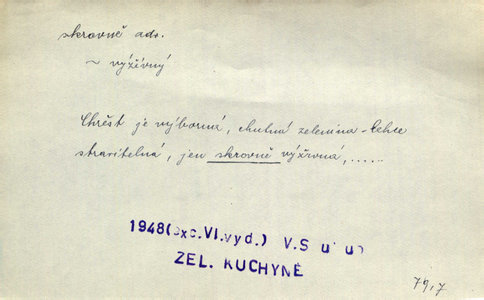 skrovně adv.
~ výživný
Chřest je výborná, chutná zelenina - lehce
stravitelná, jen skrovně výživná,......
1948 (exc. VI. vyd.) V.S
ZEL. KUCHYNĚ
79,7